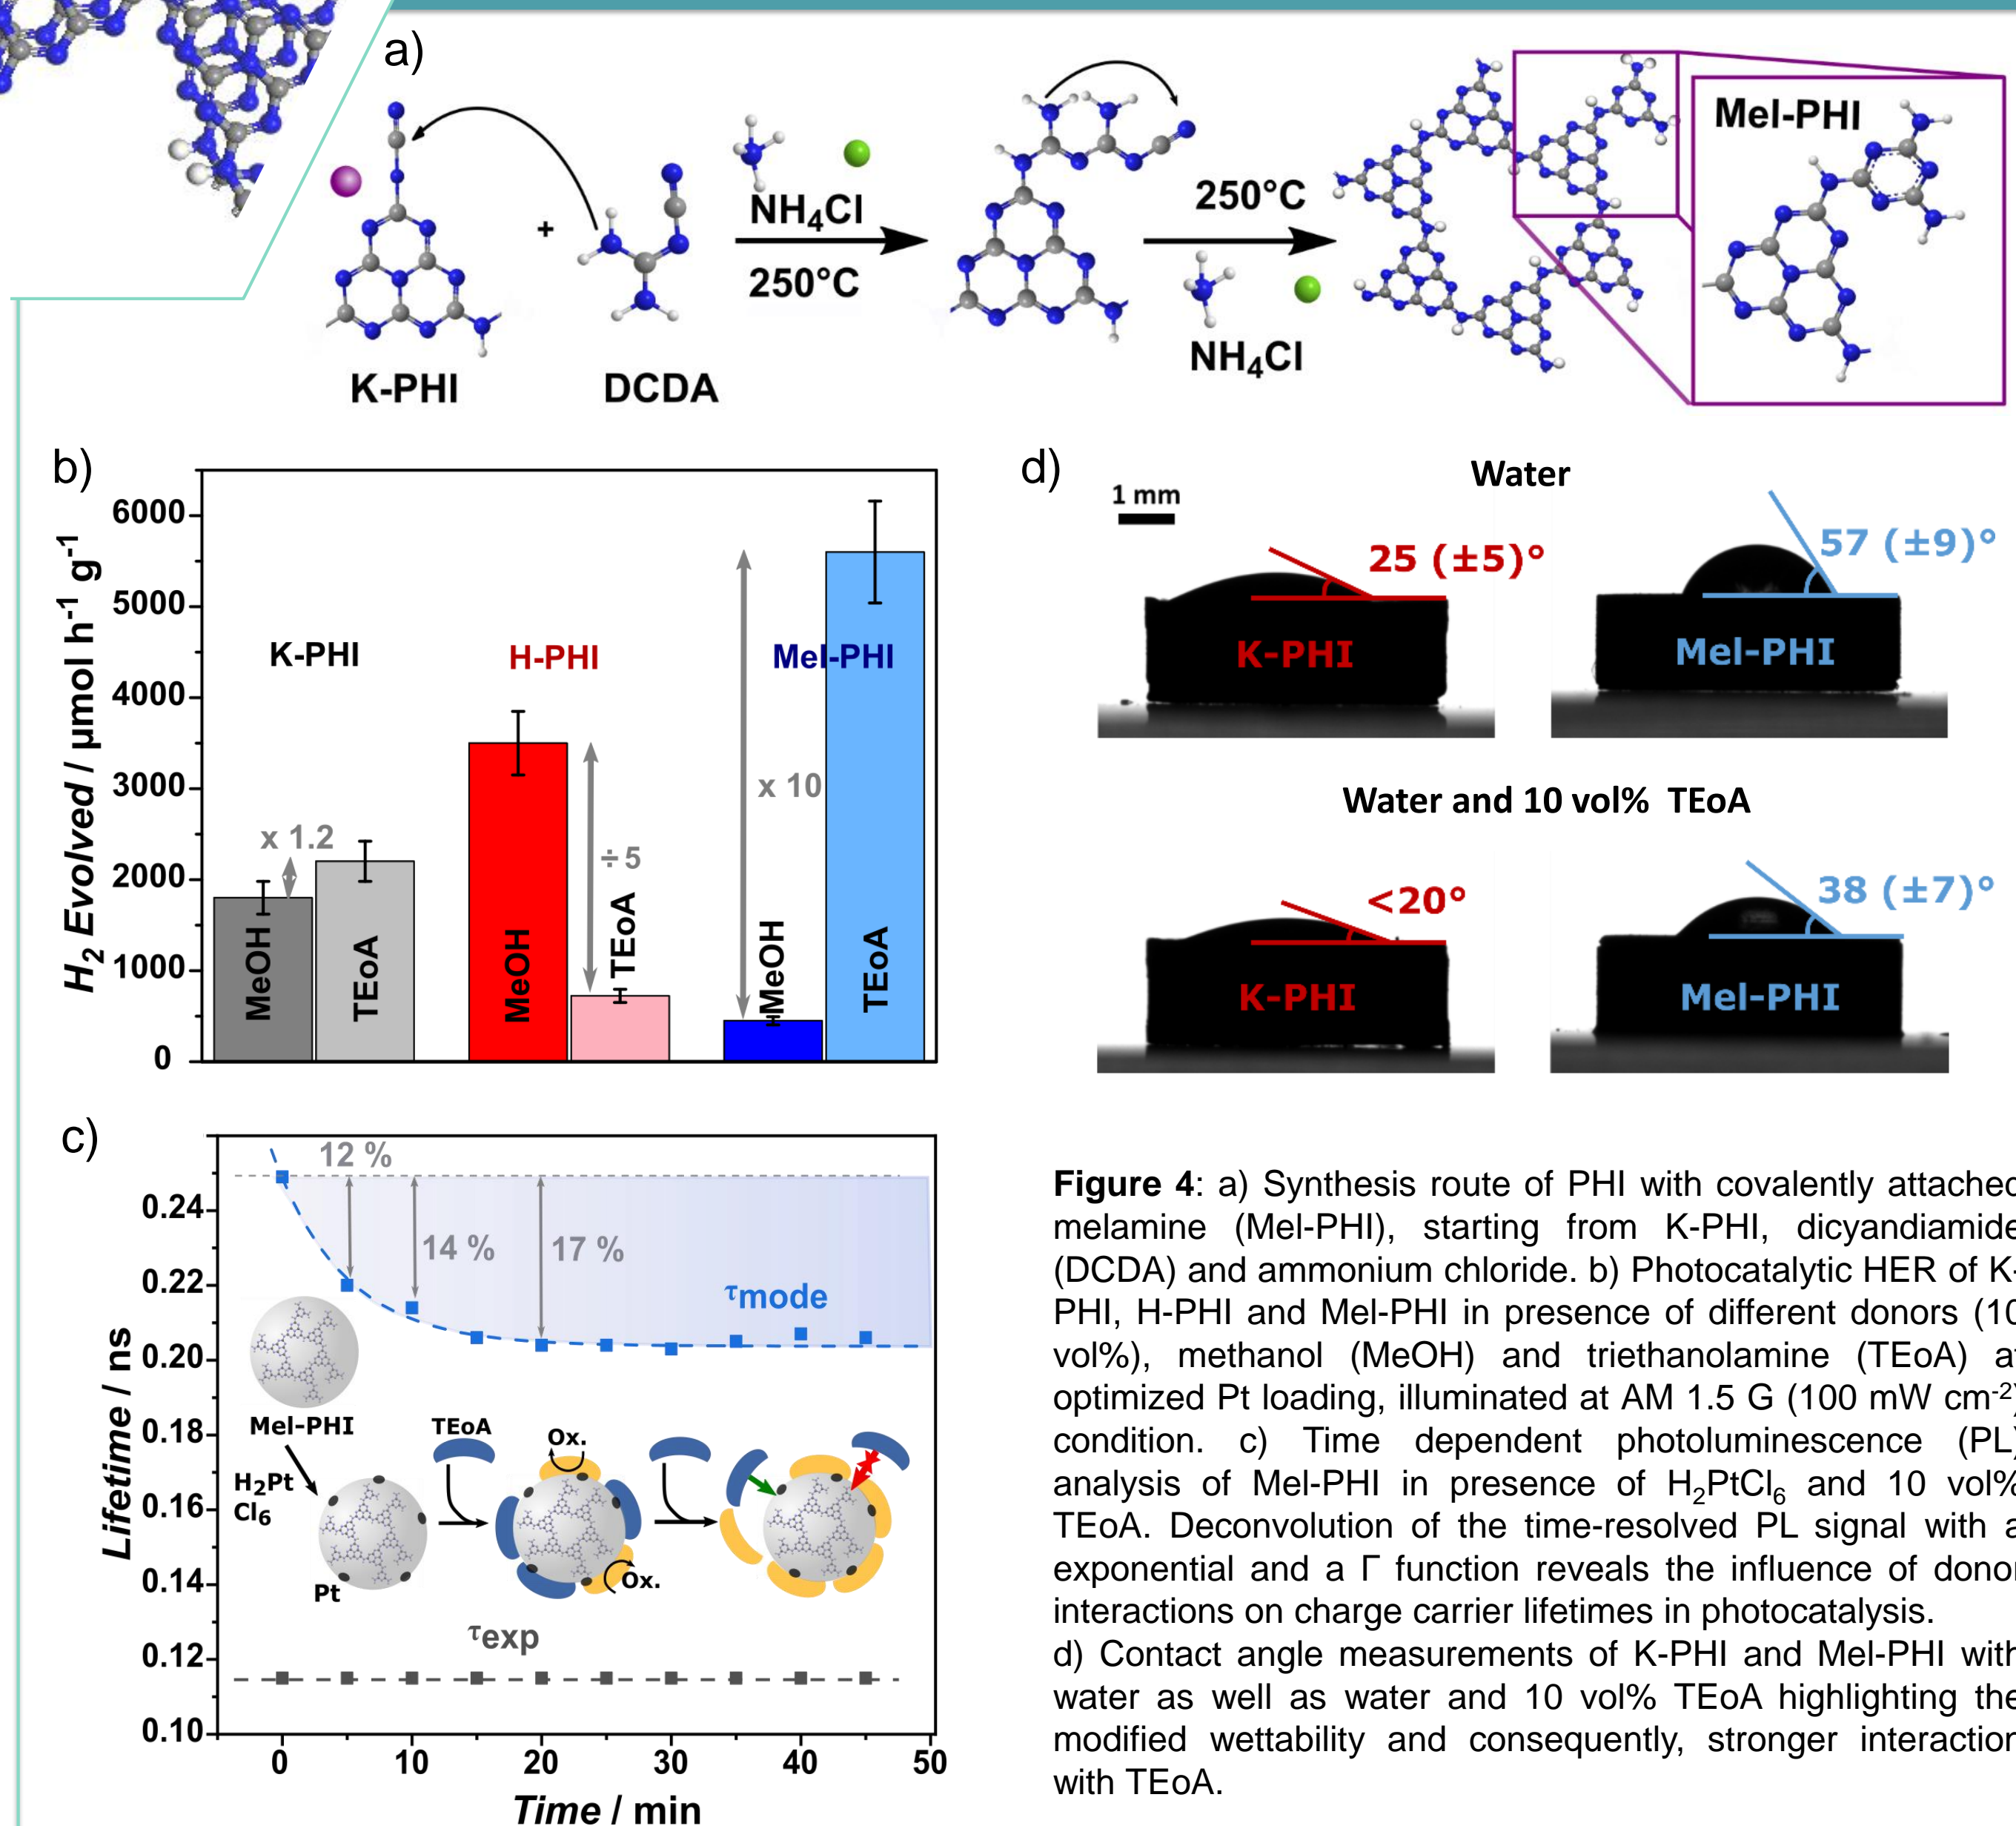 a)
Mel-PHI
NH4Cl
250°C
250°C
NH4Cl
+
K-PHI
DCDA
b)
H2 Evolved / µmol h-1 g-1
6000
5000
4000
3000
2000
1000
0
K-PHI
H-PHI
Mel-PHI
x 1.2
÷ 5
x 10
MeOH
TEoA
MeOH
TEoA
MeOH
TEoA
d)
Water
1 mm
25 (±5)°
57 (±9)°
K-PHI
Mel-PHI
Water and 10 vol% TEoA
<20°
38 (±7)°
K-PHI
Mel-PHI
c)
Lifetime / ns
0.24
0.22
0.20
0.18
0.16
0.14
0.12
0.10
12 %
14 %
17 %
τmode
Mel-PHI
TEoA
Ox.
H2Pt
Cl6
Pt
Ox.
τexp
0
10
20
30
40
50
Time / min
Figure 4: a) Synthesis route of PHI with covalently attached
melamine (Mel-PHI), starting from K-PHI, dicyandiamide
(DCDA) and ammonium chloride. b) Photocatalytic HER of K-
PHI, H-PHI and Mel-PHI in presence of different donors (10
vol%), methanol (MeOH) and triethanolamine (TEoA) at
optimized Pt loading, illuminated at AM 1.5 G (100 mW cm-2)
condition. c) Time dependent photoluminescence (PL)
analysis of Mel-PHI in presence of H2PtCl6 and 10 vol%
TEoA. Deconvolution of the time-resolved PL signal with a
exponential and a Γ function reveals the influence of donor
interactions on charge carrier lifetimes in photocatalysis.
d) Contact angle measurements of K-PHI and Mel-PHI with
water as well as water and 10 vol% TEoA highlighting the
modified wettability and consequently, stronger interaction
with TEoA.